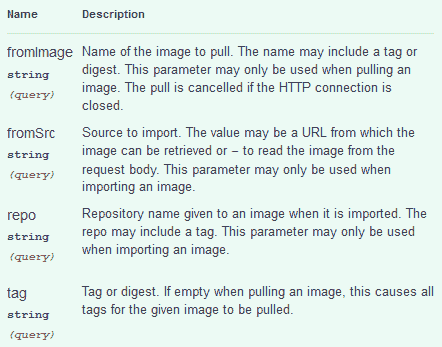 Name Description
fromImage Name of the image to pull. The name may include a tag or
string digest. This parameter may only be used when pulling an
(query) image. The pull is cancelled if the HTTP connection is
closed.
fromSrc Source to import. The value may be a URL from which the
string image can be retrieved or – to read the image from the
(query) request body. This parameter may only be used when
importing an image.
repo Repository name given to an image when it is imported. The
string repo may include a tag. This parameter may only be used
(query) when importing an image.
tag Tag or digest. If empty when pulling an image, this causes all
string tags for the given image to be pulled.
(query)